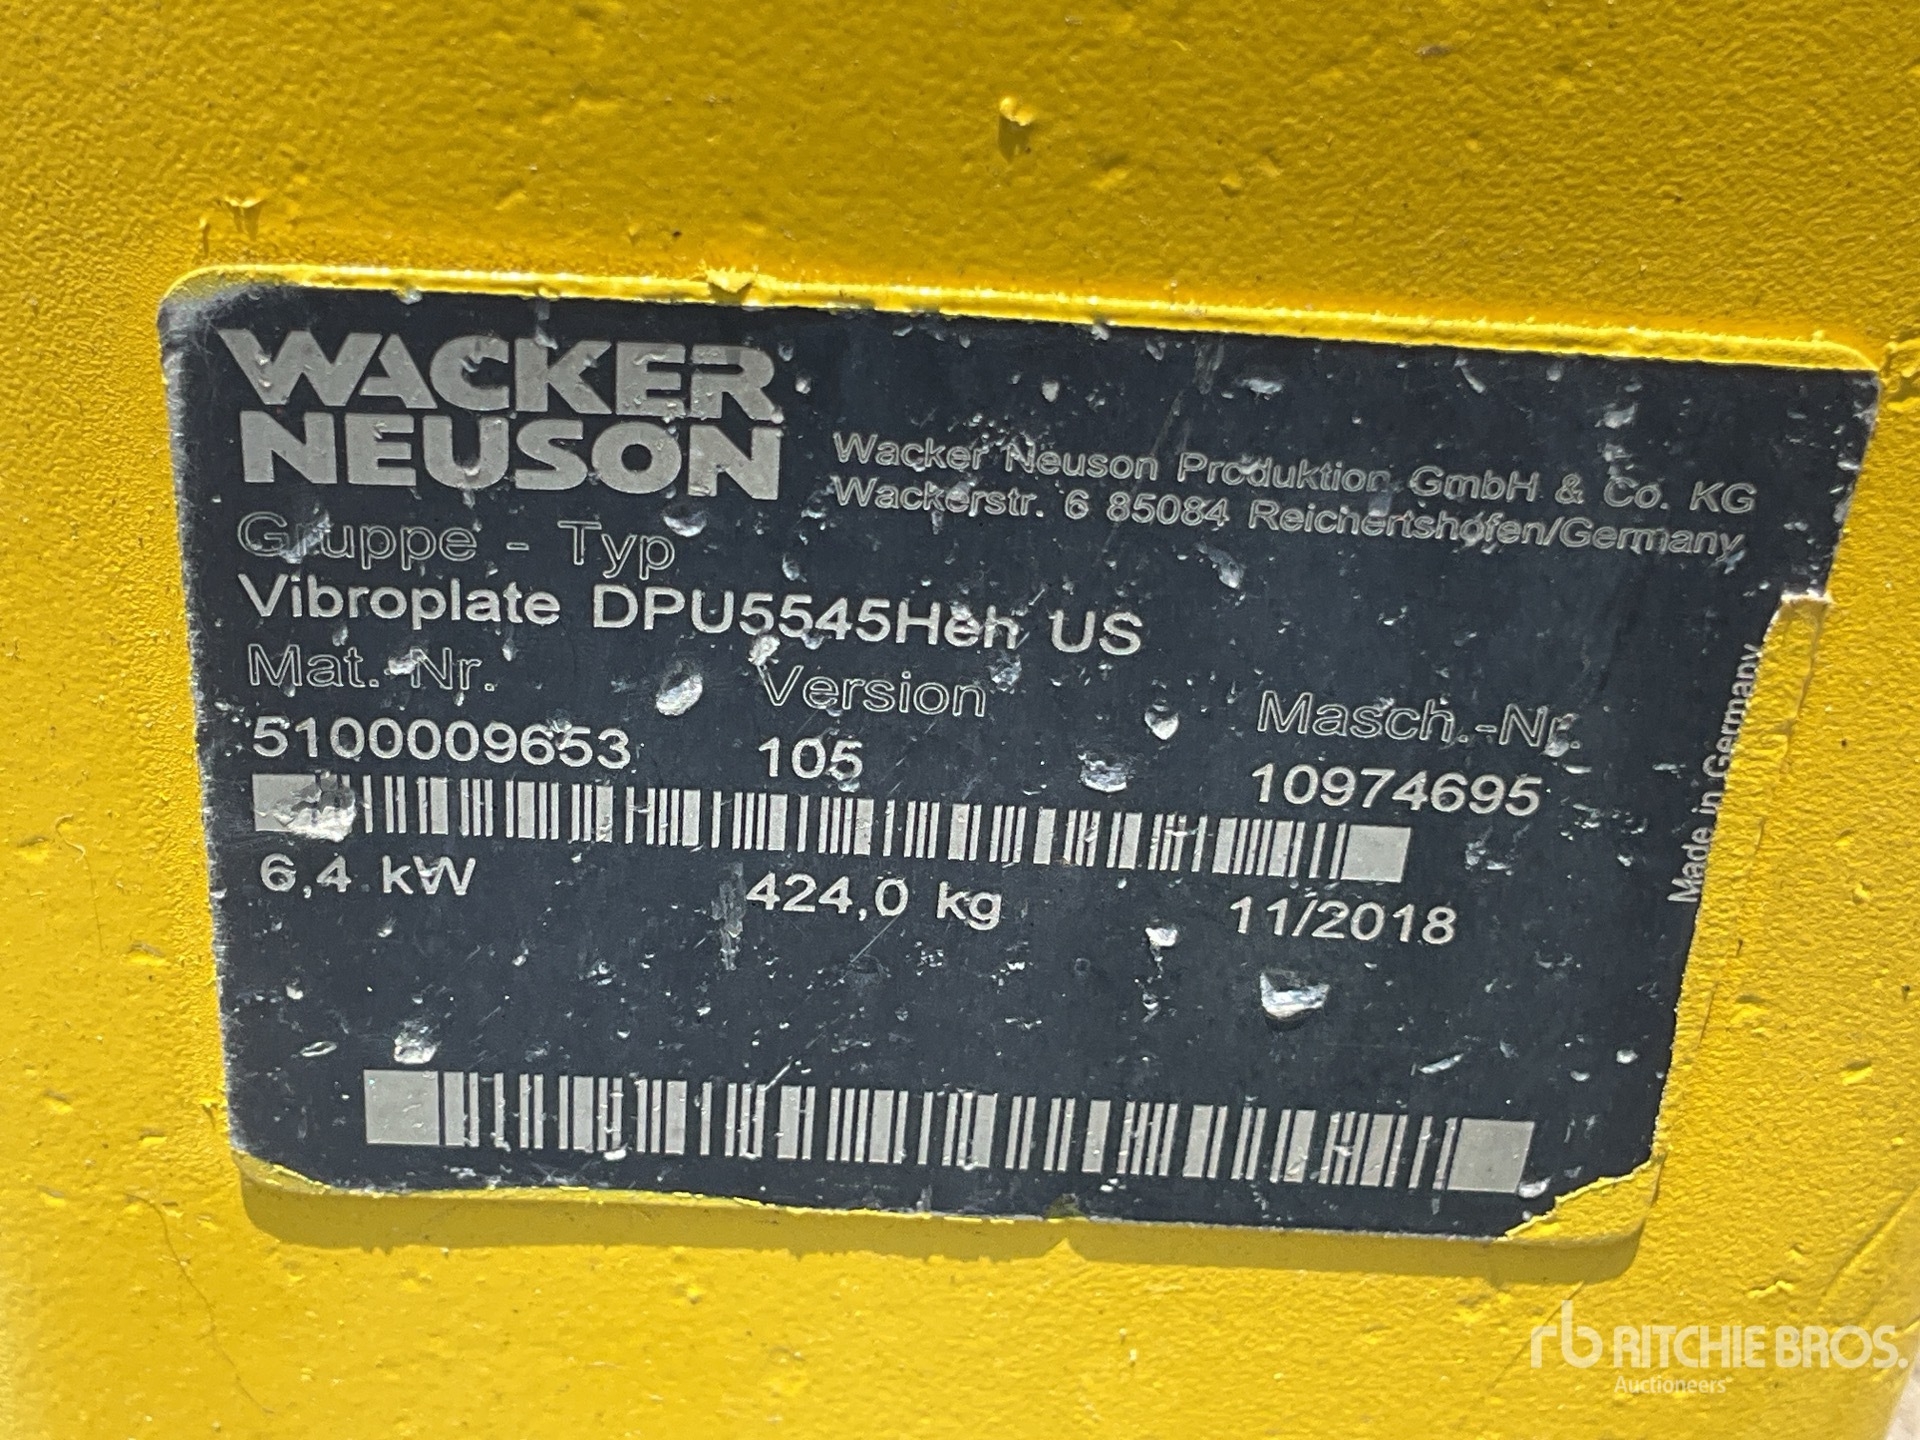 WACKER
NEUSON
Wacker Neuson Produktion GmbH & Co. KG
Wackerstr. 6 85084 Reichertshofen/Germany
Gruppe - Typ
Vibroplate DPU5545Heh US
Mat.-Nr. Version Masch.-Nr.
5100009653 105 10974695
6,4 kW 424,0 kg 11/2018
Made in Germany
rb RITCHIE BROS.
Auctioneers